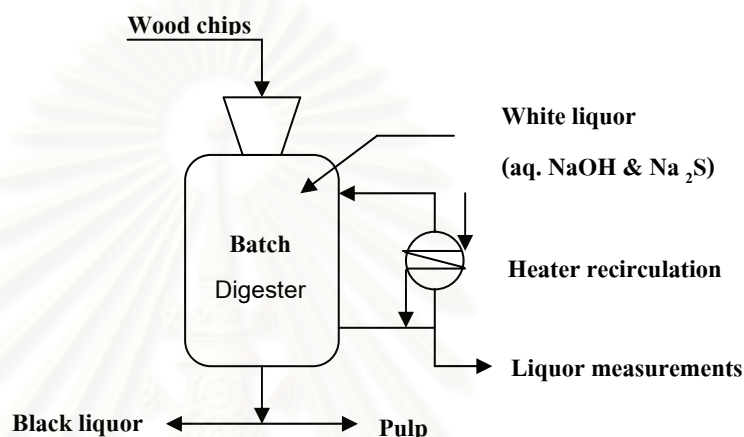 Wood chips
White liquor
(aq. NaOH & Na ₂S)
Batch
Digester
Heater recirculation
Liquor measurements
Black liquor
Pulp